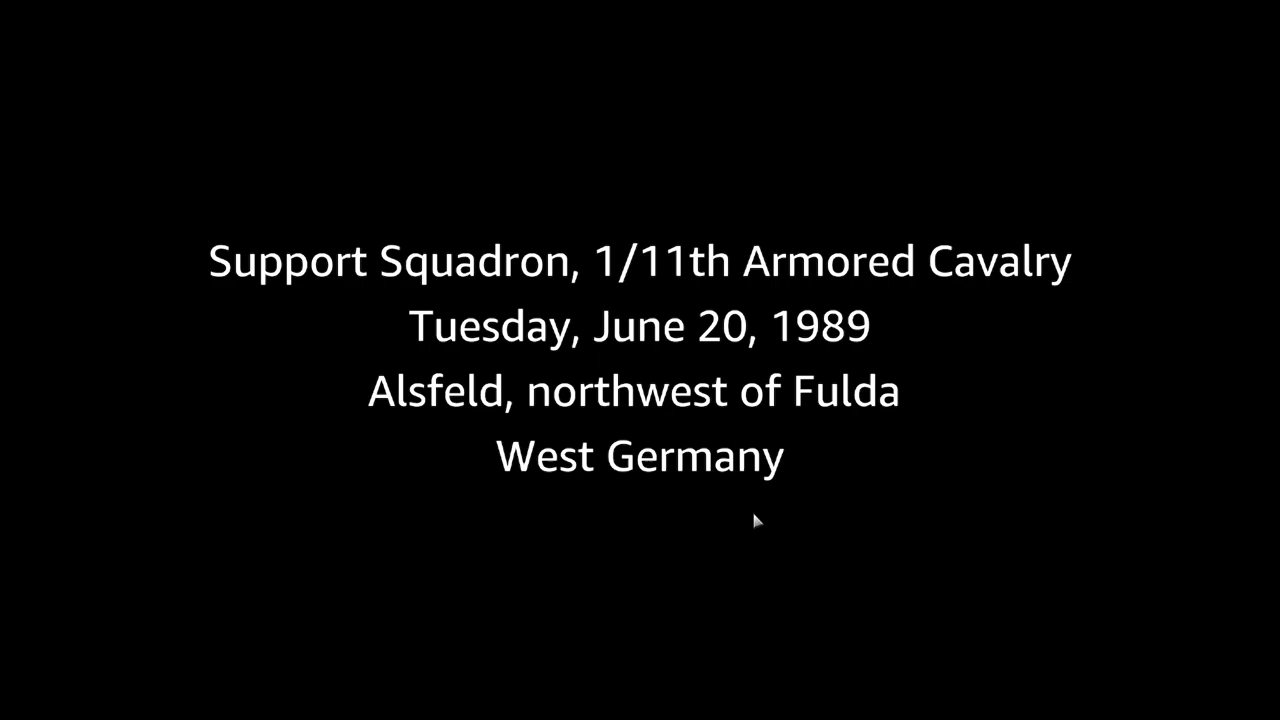 Support Squadron, 1/11th Armored Cavalry
Tuesday, June 20, 1989
Alsfeld, northwest of Fulda
West Germany